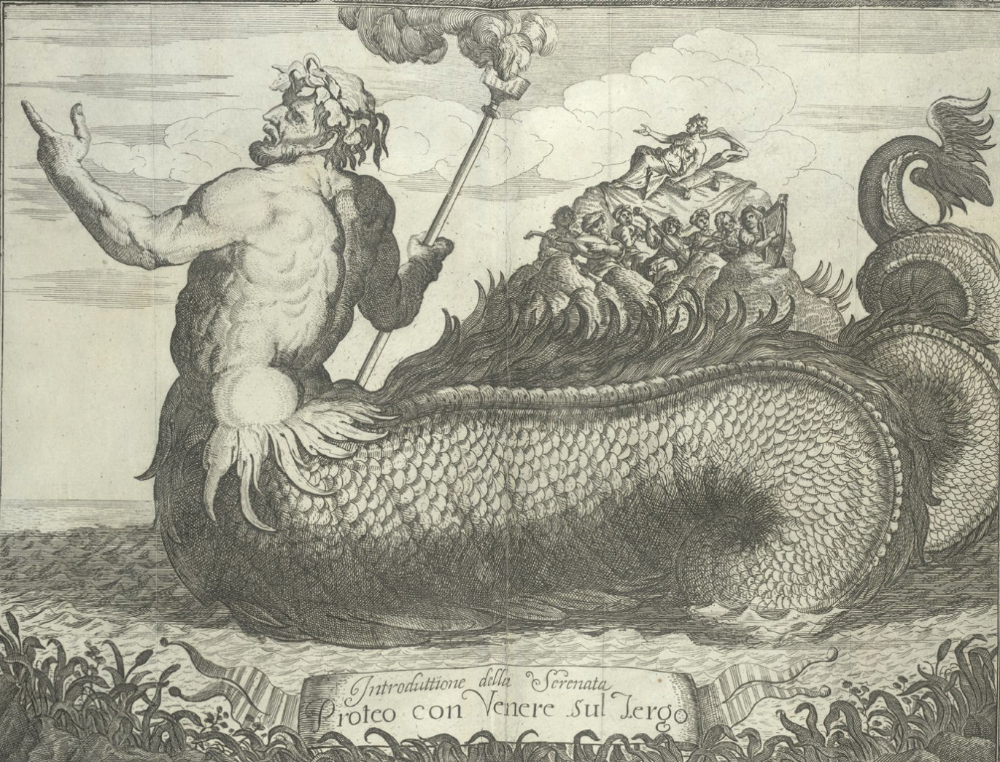 Introduttione della Serenata
Proteo con Venere sul Tergo